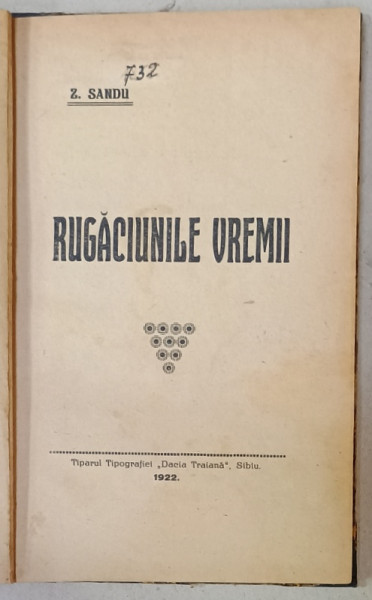 732
Z. SANDU
RUGĂCIUNILE VREMII
Tiparul Tipografiei „Dacia Traiană“, Sibiu.
1922.